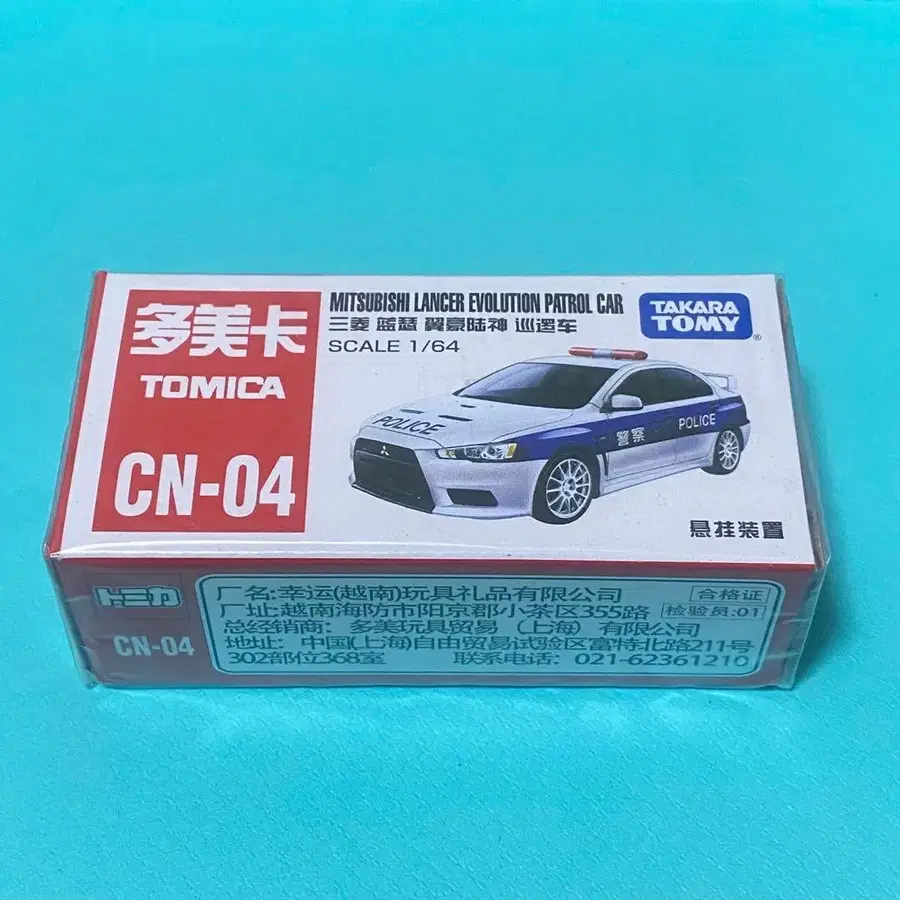 多美卡
TOMICA
CN-04
MITSUBISHI LANCER EVOLUTION PATROL CAR
三菱 蓝瑟 翼豪陆神 巡逻车
SCALE 1/64
TAKARA
TOMY
®
POLICE
警察
POLICE
悬挂装置
トミカ
CN-04
厂名:幸运(越南)玩具礼品有限公司
合格证
厂址:越南海防市阳京郡小茶区355路
检验员:01
总经销商: 多美玩具贸易 (上海) 有限公司
地址: 中国(上海)自由贸易试验区富特北路211号
302部位368室 联系电话: 021-62361210